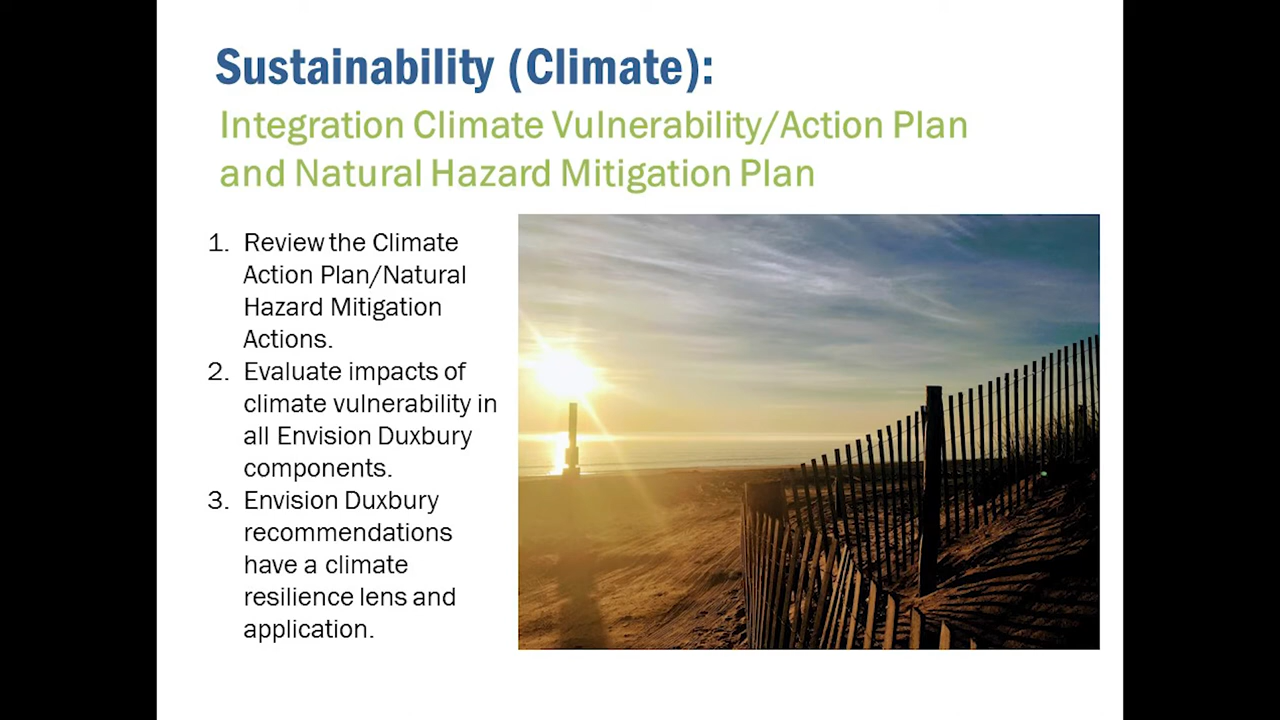 Sustainability (Climate):
Integration Climate Vulnerability/Action Plan
and Natural Hazard Mitigation Plan
1. Review the Climate
Action Plan/Natural
Hazard Mitigation
Actions.
2. Evaluate impacts of
climate vulnerability in
all Envision Duxbury
components.
3. Envision Duxbury
recommendations
have a climate
resilience lens and
application.